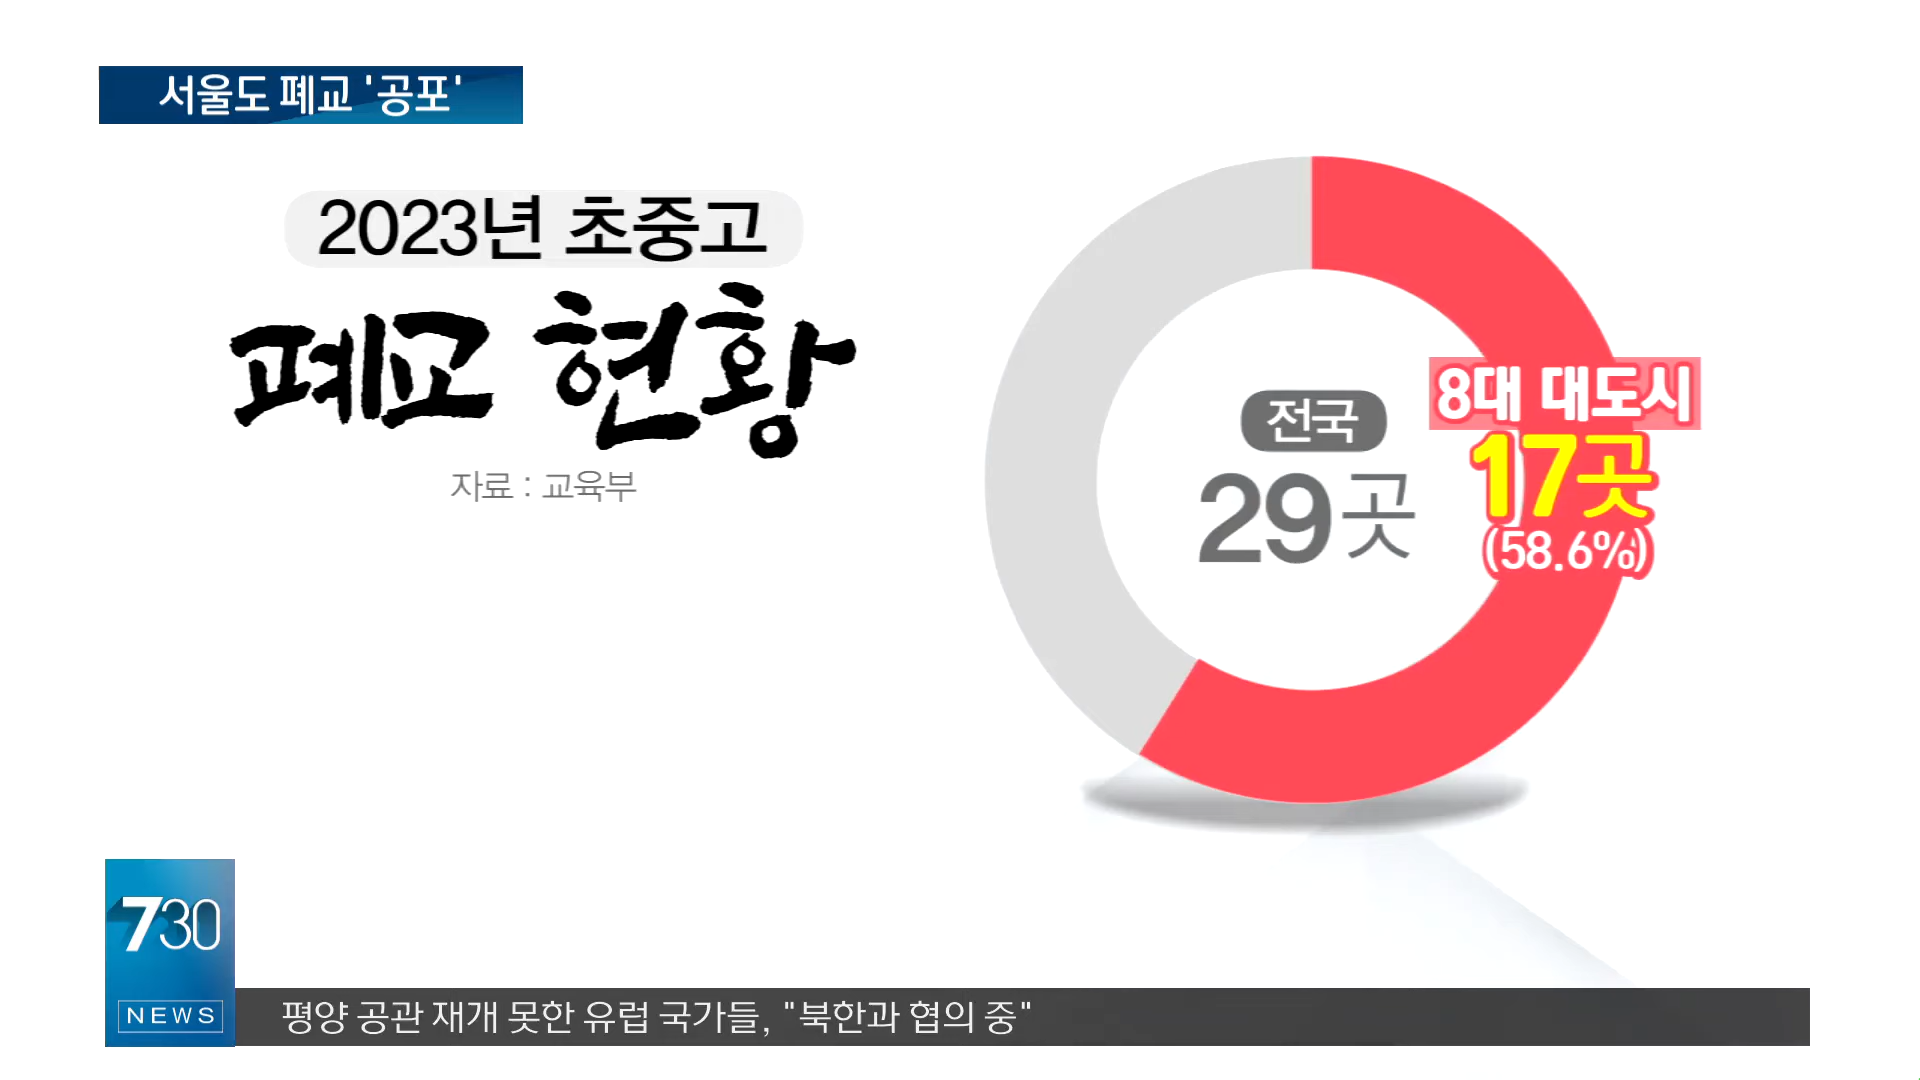 서울도 폐교 '공포'
2023년 초중고
폐교 현황
자료 : 교육부
전국
29곳
8대 대도시
17곳
(58.6%)
730
NEWS
평양 공관 재개 못한 유럽 국가들, "북한과 협의 중"